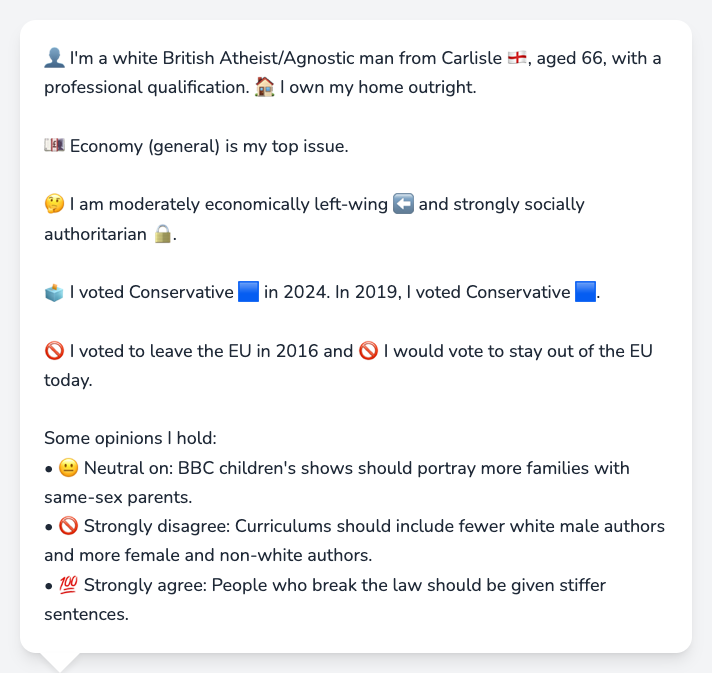 👤 I'm a white British Atheist/Agnostic man from Carlisle 🏴󠁧󠁢󠁥󠁮󠁧󠁿, aged 66, with a
professional qualification. 🏠 I own my home outright.
💷 Economy (general) is my top issue.
🤔 I am moderately economically left-wing ⬅️ and strongly socially
authoritarian 🔒.
🗳️ I voted Conservative 🟦 in 2024. In 2019, I voted Conservative 🟦.
🚫 I voted to leave the EU in 2016 and 🚫 I would vote to stay out of the EU
today.
Some opinions I hold:
• 😐 Neutral on: BBC children's shows should portray more families with
same-sex parents.
• 🚫 Strongly disagree: Curriculums should include fewer white male authors
and more female and non-white authors.
• 💯 Strongly agree: People who break the law should be given stiffer
sentences.